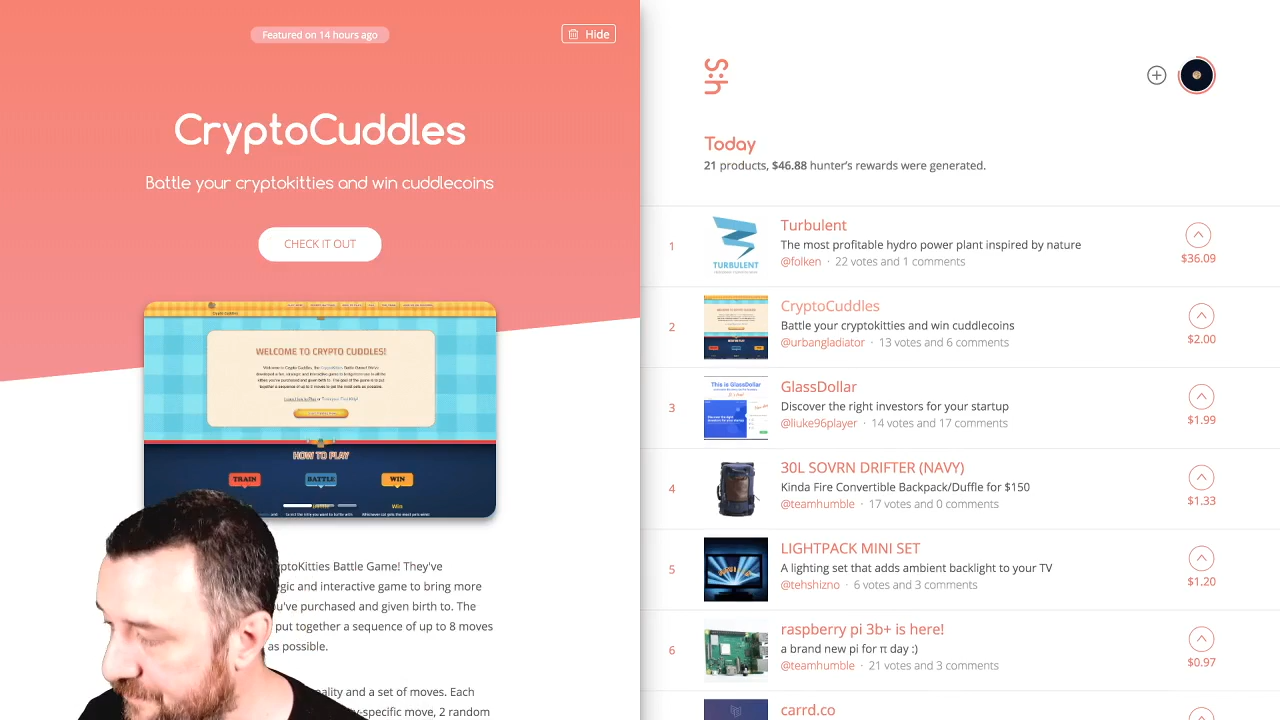 Featured on 14 hours ago
Hide
CryptoCuddles
Battle your cryptokitties and win cuddlecoins
CHECK IT OUT
WELCOME TO CRYPTO CUDDLES!
HOW TO PLAY
TRAIN
BATTLE
WIN
Win
ptoKitties Battle Game! They've
gic and interactive game to bring more
u've purchased and given birth to. The
put together a sequence of up to 8 moves
as possible.
nality and a set of moves. Each
y-specific move, 2 random
S:h
Today
21 products, $46.88 hunter's rewards were generated.
1
TURBULENT
Turbulent
The most profitable hydro power plant inspired by nature
@folken · 22 votes and 1 comments
$36.09
2
CryptoCuddles
Battle your cryptokitties and win cuddlecoins
@urbangladiator · 13 votes and 6 comments
$2.00
3
This is GlassDollar
GlassDollar
Discover the right investors for your startup
@liuke96player · 14 votes and 17 comments
$1.99
4
30L SOVRN DRIFTER (NAVY)
Kinda Fire Convertible Backpack/Duffle for $150
@teamhumble · 17 votes and 0 comments
$1.33
5
LIGHTPACK MINI SET
A lighting set that adds ambient backlight to your TV
@tehshizno · 6 votes and 3 comments
$1.20
6
raspberry pi 3b+ is here!
a brand new pi for π day :)
@teamhumble · 21 votes and 3 comments
$0.97
carrd.co